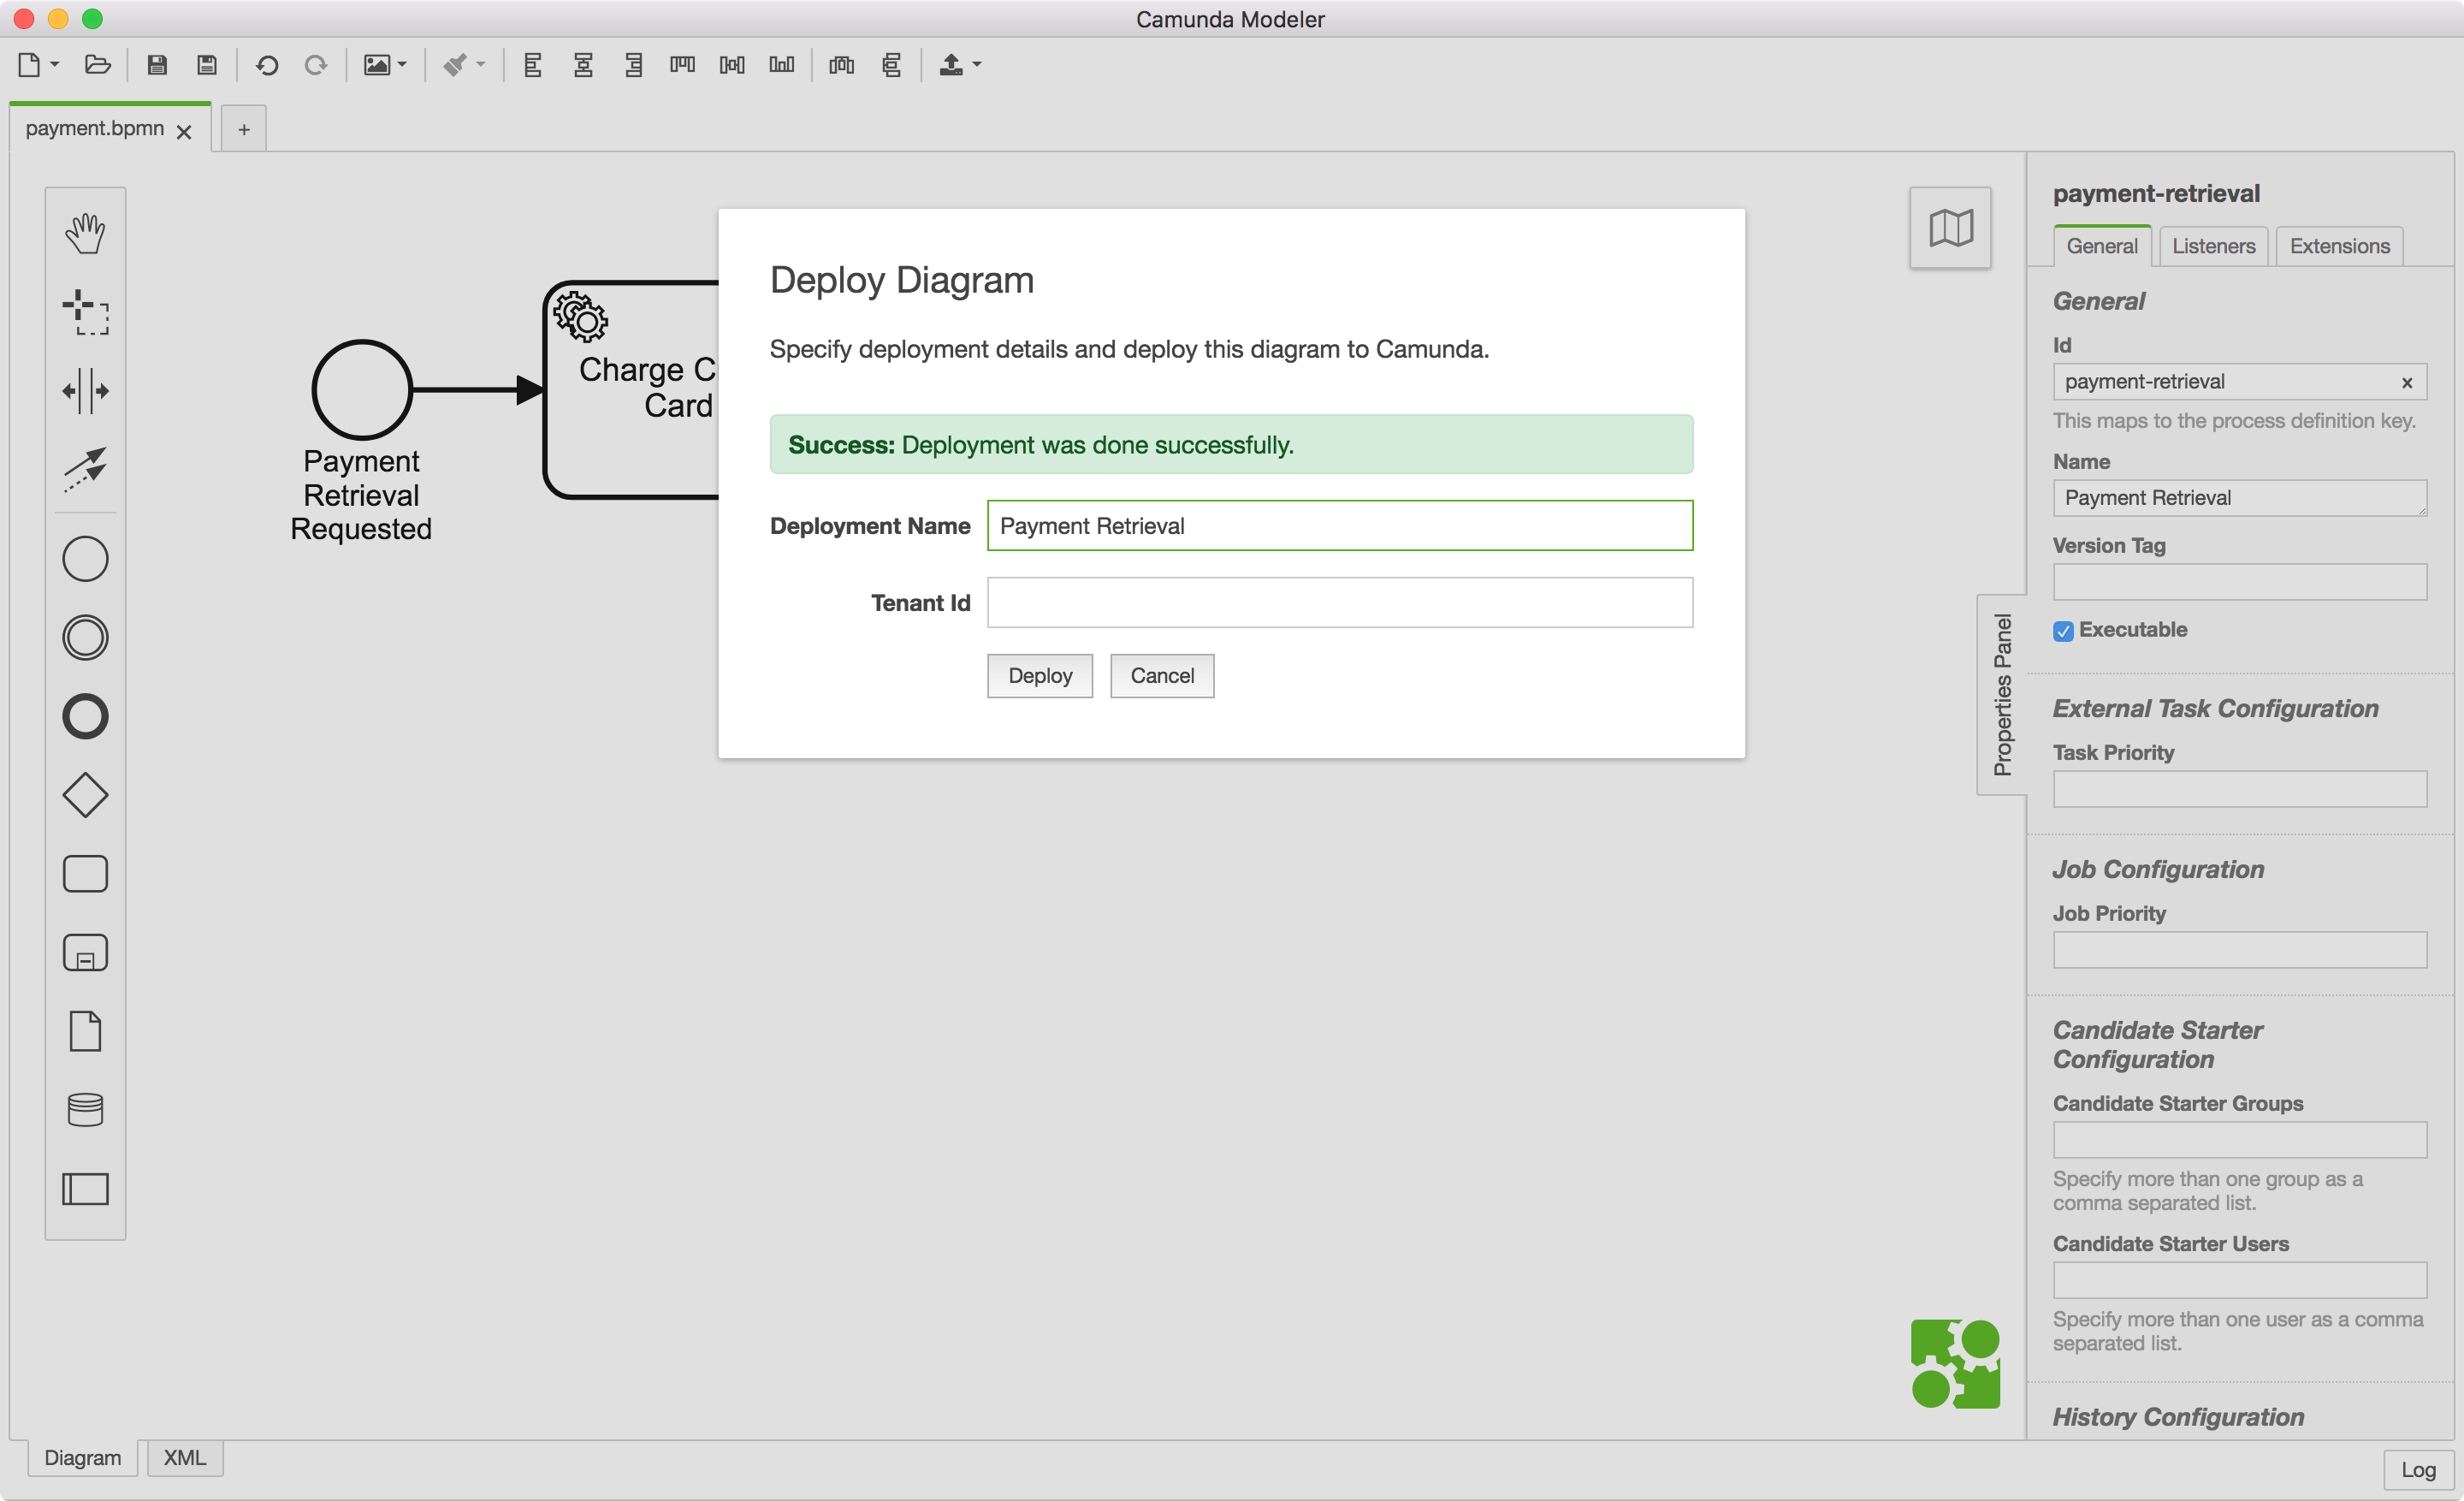 Camunda Modeler
payment.bpmn
+
Payment
Retrieval
Requested
Charge C
Card
Deploy Diagram
Specify deployment details and deploy this diagram to Camunda.
Success: Deployment was done successfully.
Deployment Name
Payment Retrieval
Tenant Id
Deploy
Cancel
Properties Panel
payment-retrieval
General
Listeners
Extensions
General
Id
payment-retrieval
This maps to the process definition key.
Name
Payment Retrieval
Version Tag
Executable
External Task Configuration
Task Priority
Job Configuration
Job Priority
Candidate Starter
Configuration
Candidate Starter Groups
Specify more than one group as a
comma separated list.
Candidate Starter Users
Specify more than one user as a comma
separated list.
History Configuration
Diagram
XML
Log